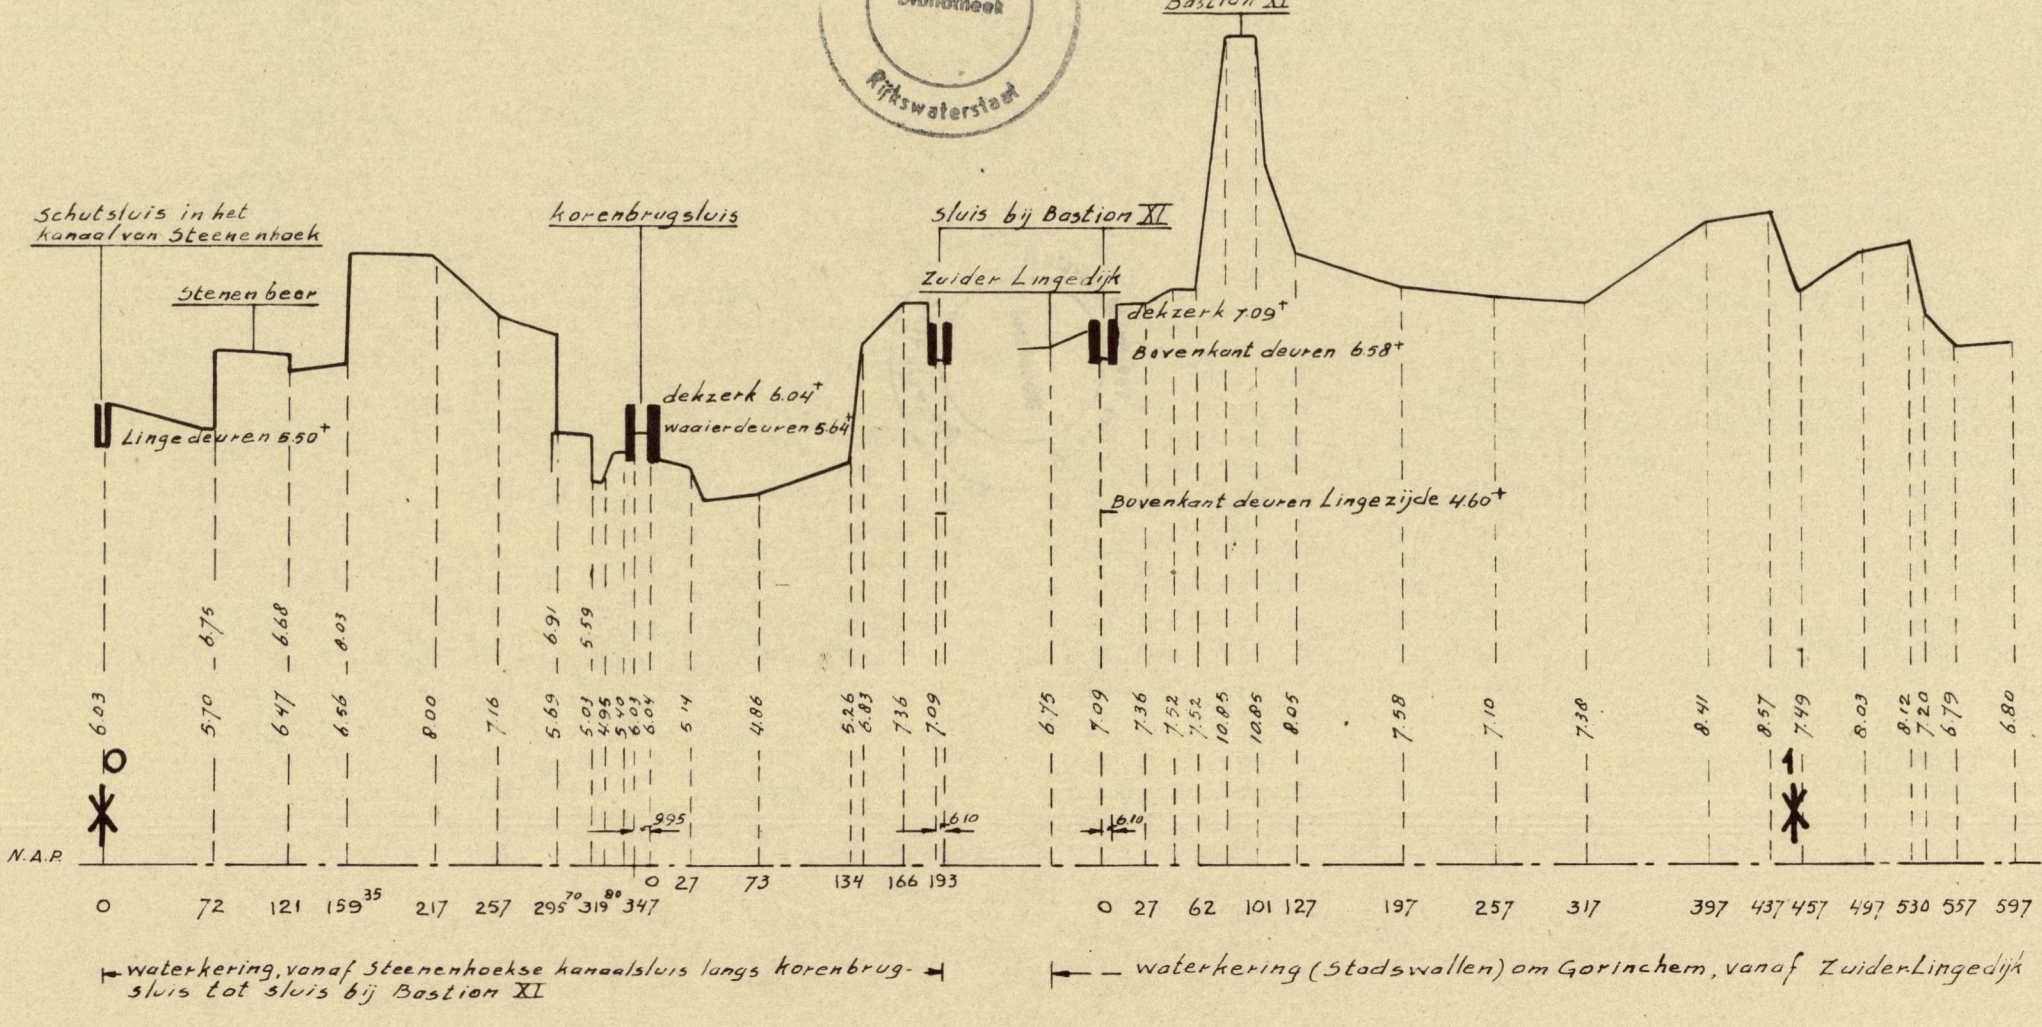 Bastion XI
Rijkswaterstaat
Schutsluis in het
kanaal van Steenenhoek
Stenen beer
korenbrugsluis
sluis bij Bastion XI
Zuider Lingedijk
dekzerk 7.09+
Bovenkant deuren 6.58+
dekzerk 6.04+
waaierdeuren 5.64+
Lingedeuren 5.50+
Bovenkant deuren Lingezijde 4.60+
6.75 6.68 8.03 6.91 5.59
6.03 5.70 6.47 6.56 8.00 7.16 5.69 5.03 4.95 5.40 6.03 6.04 5.14 4.86 5.26 6.83 7.36 7.09 6.75 7.09 7.36 7.52 7.52 10.85 10.85 8.05 7.58 7.10 7.38 8.41 8.57 7.49 8.03 8.12 7.20 6.79 6.80
0 1
9.95 6.10 6.10
N.A.P.
0 27 73 134 166 193
0 72 121 159 35 217 257 295 70 319 80 347 0 27 62 101 127 197 257 317 397 437 457 497 530 557 597
waterkering, vanaf Steenenhoekse kanaalsluis langs korenbrug-
sluis tot sluis bij Bastion XI
waterkering (Stadswallen) om Gorinchem, vanaf Zuider Lingedijk